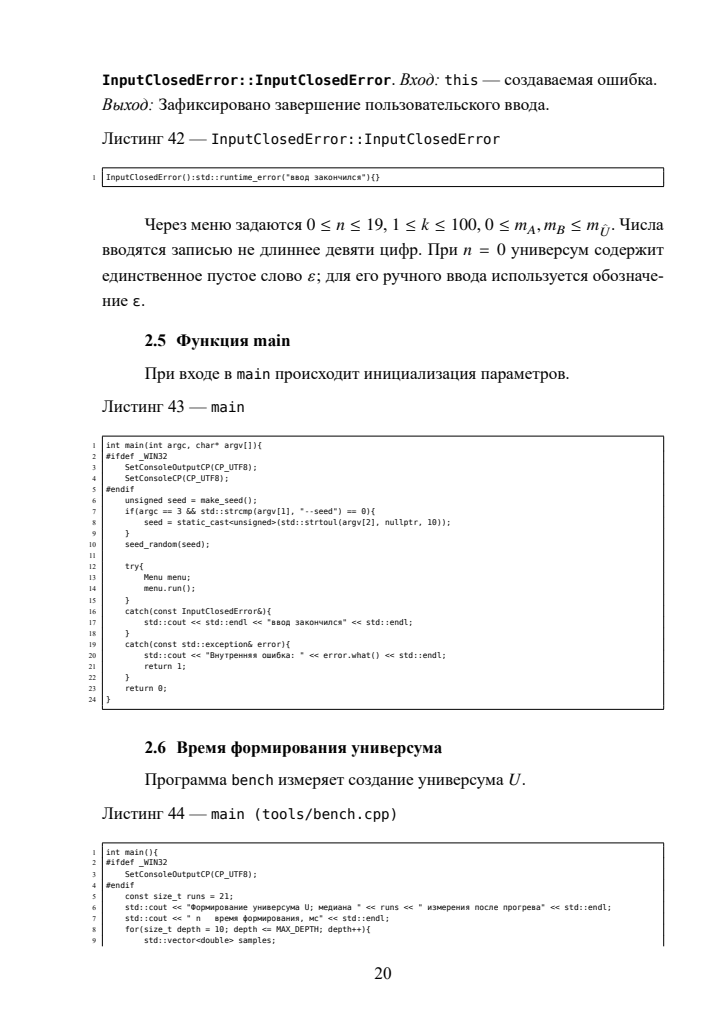 InputClosedError::InputClosedError. Вход: this — создаваемая ошибка.
Выход: Зафиксировано завершение пользовательского ввода.
Листинг 42 — InputClosedError::InputClosedError
1 InputClosedError():std::runtime_error("ввод закончился"){}
Через меню задаются 0 ≤ n ≤ 19, 1 ≤ k ≤ 100, 0 ≤ m_A, m_B ≤ m_Û. Числа
вводятся записью не длиннее девяти цифр. При n = 0 универсум содержит
единственное пустое слово ε; для его ручного ввода используется обозначе-
ние ε.
2.5 Функция main
При входе в main происходит инициализация параметров.
Листинг 43 — main
1 int main(int argc, char* argv[]){
2 #ifdef _WIN32
3     SetConsoleOutputCP(CP_UTF8);
4     SetConsoleCP(CP_UTF8);
5 #endif
6     unsigned seed = make_seed();
7     if(argc == 3 && std::strcmp(argv[1], "--seed") == 0){
8         seed = static_cast<unsigned>(std::strtoul(argv[2], nullptr, 10));
9     }
10     seed_random(seed);
11
12     try{
13         Menu menu;
14         menu.run();
15     }
16     catch(const InputClosedError&){
17         std::cout << std::endl << "ввод закончился" << std::endl;
18     }
19     catch(const std::exception& error){
20         std::cout << "Внутренняя ошибка: " << error.what() << std::endl;
21         return 1;
22     }
23     return 0;
24 }
2.6 Время формирования универсума
Программа bench измеряет создание универсума U.
Листинг 44 — main (tools/bench.cpp)
1 int main(){
2 #ifdef _WIN32
3     SetConsoleOutputCP(CP_UTF8);
4 #endif
5     const size_t runs = 21;
6     std::cout << "Формирование универсума U; медиана " << runs << " измерения после прогрева" << std::endl;
7     std::cout << " n   время формирования, мс" << std::endl;
8     for(size_t depth = 10; depth <= MAX_DEPTH; depth++){
9         std::vector<double> samples;
20